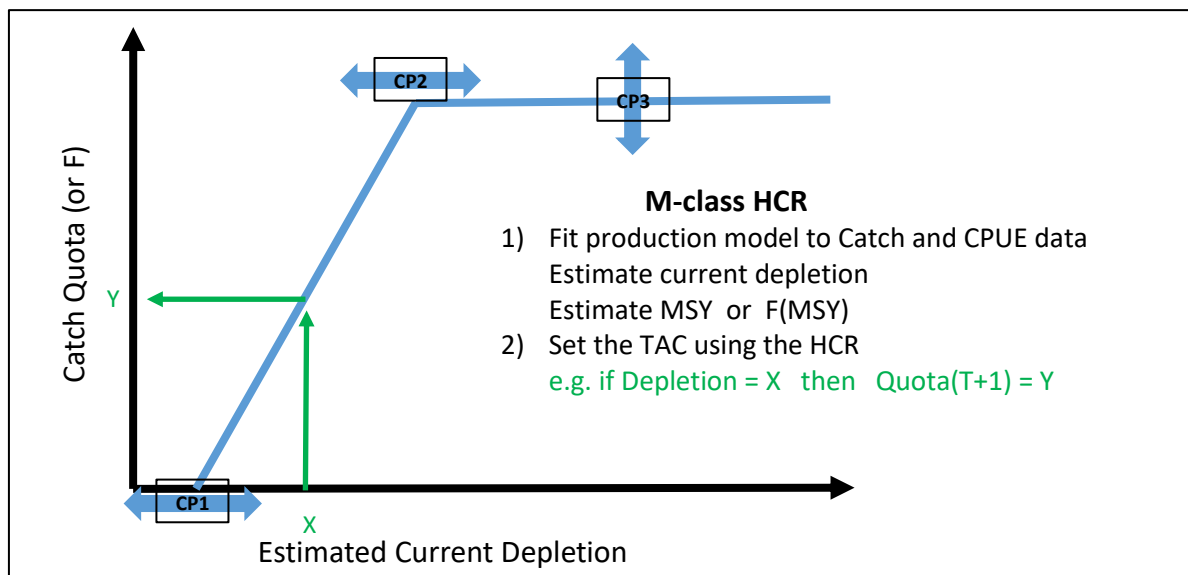 CP2
CP3
Catch Quota (or F)
M-class HCR
1) Fit production model to Catch and CPUE data
Estimate current depletion
Estimate MSY or F(MSY)
2) Set the TAC using the HCR
e.g. if Depletion = X then Quota(T+1) = Y
Y
CP1
X
Estimated Current Depletion